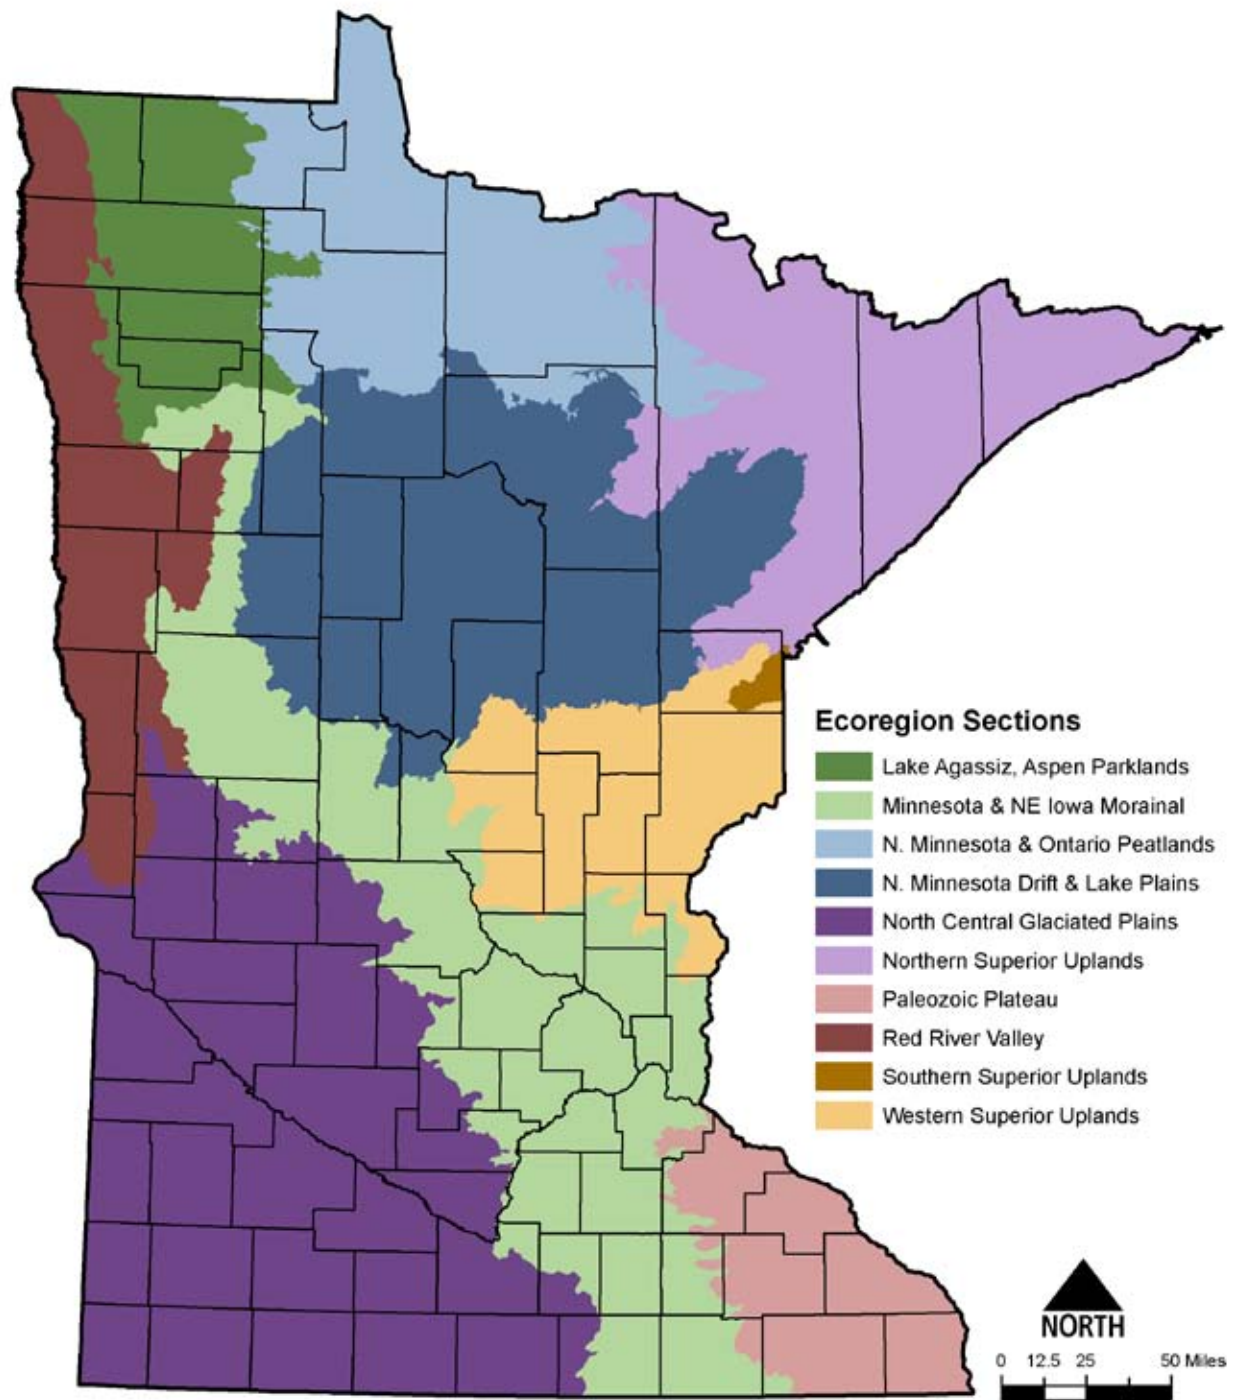 Ecoregion Sections
Lake Agassiz, Aspen Parklands
Minnesota & NE Iowa Morainal
N. Minnesota & Ontario Peatlands
N. Minnesota Drift & Lake Plains
North Central Glaciated Plains
Northern Superior Uplands
Paleozoic Plateau
Red River Valley
Southern Superior Uplands
Western Superior Uplands
NORTH
0 12.5 25 50 Miles